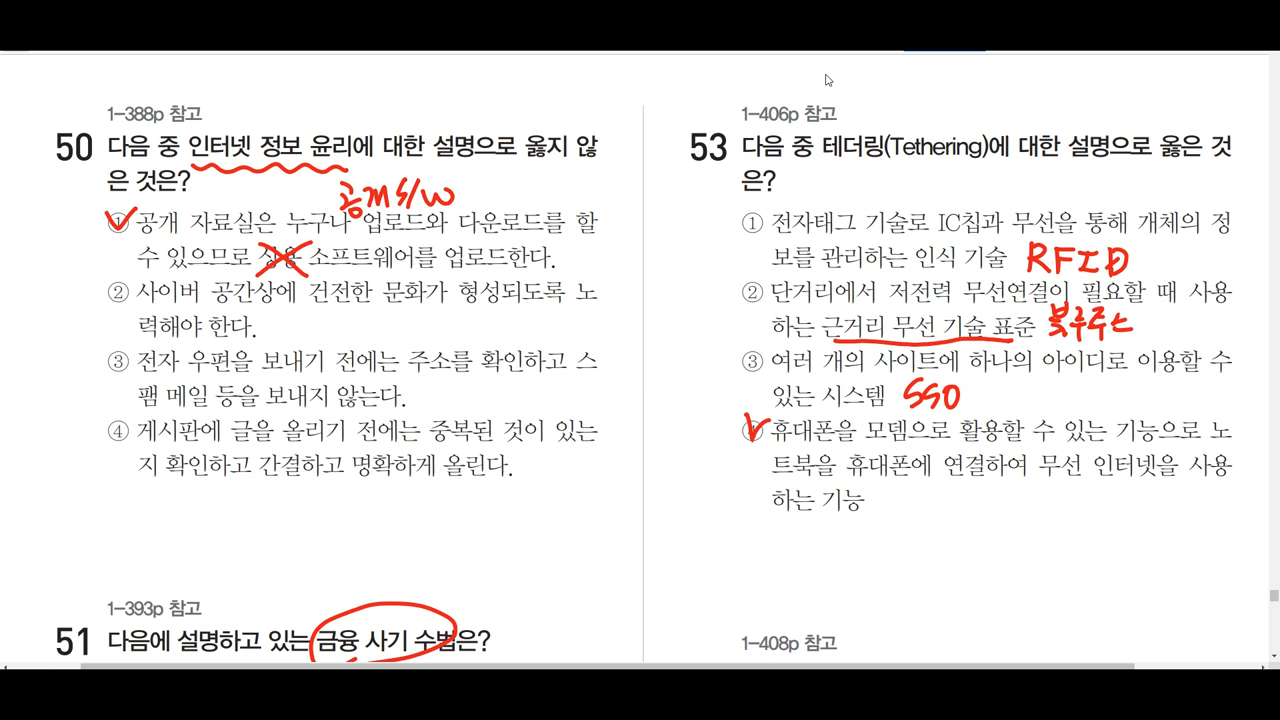 1-388p 참고
50 다음 중 인터넷 정보 윤리에 대한 설명으로 옳지 않
은 것은?
공개 S/W
① 공개 자료실은 누구나 업로드와 다운로드를 할
수 있으므로 상용 소프트웨어를 업로드한다.
② 사이버 공간상에 건전한 문화가 형성되도록 노
력해야 한다.
③ 전자 우편을 보내기 전에는 주소를 확인하고 스
팸 메일 등을 보내지 않는다.
④ 게시판에 글을 올리기 전에는 중복된 것이 있는
지 확인하고 간결하고 명확하게 올린다.
1-393p 참고
51 다음에 설명하고 있는 금융 사기 수법은?
1-406p 참고
53 다음 중 테더링(Tethering)에 대한 설명으로 옳은 것
은?
① 전자태그 기술로 IC칩과 무선을 통해 개체의 정
보를 관리하는 인식 기술 RFID
② 단거리에서 저전력 무선연결이 필요할 때 사용
하는 근거리 무선 기술 표준
③ 여러 개의 사이트에 하나의 아이디로 이용할 수
있는 시스템 SSO
④ 휴대폰을 모뎀으로 활용할 수 있는 기능으로 노
트북을 휴대폰에 연결하여 무선 인터넷을 사용
하는 기능
1-408p 참고